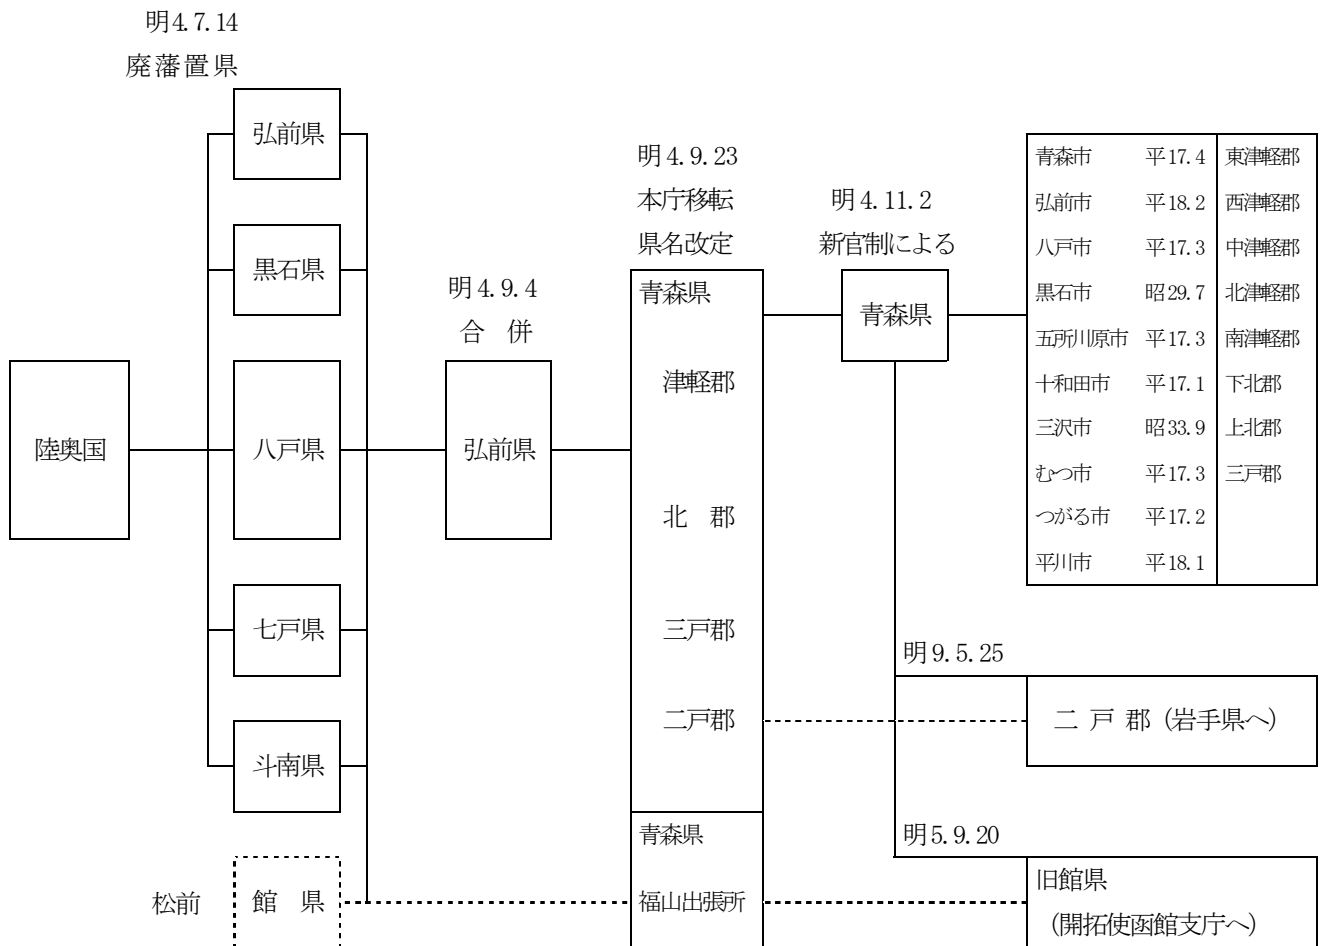 明4.7.14
廃藩置県
弘前県
黒石県
八戸県
七戸県
斗南県
松前
館　県
陸奥国
明4.9.4
合　併
弘前県
明4.9.23
本庁移転
県名改定
青森県
津軽郡
北　郡
三戸郡
二戸郡
青森県
福山出張所
明4.11.2
新官制による
青森県
青森市　平17.4　東津軽郡
弘前市　平18.2　西津軽郡
八戸市　平17.3　中津軽郡
黒石市　昭29.7　北津軽郡
五所川原市　平17.3　南津軽郡
十和田市　平17.1　下北郡
三沢市　昭33.9　上北郡
むつ市　平17.3　三戸郡
つがる市　平17.2
平川市　平18.1
明9.5.25
二 戸 郡（岩手県へ）
明5.9.20
旧館県
（開拓使函館支庁へ）